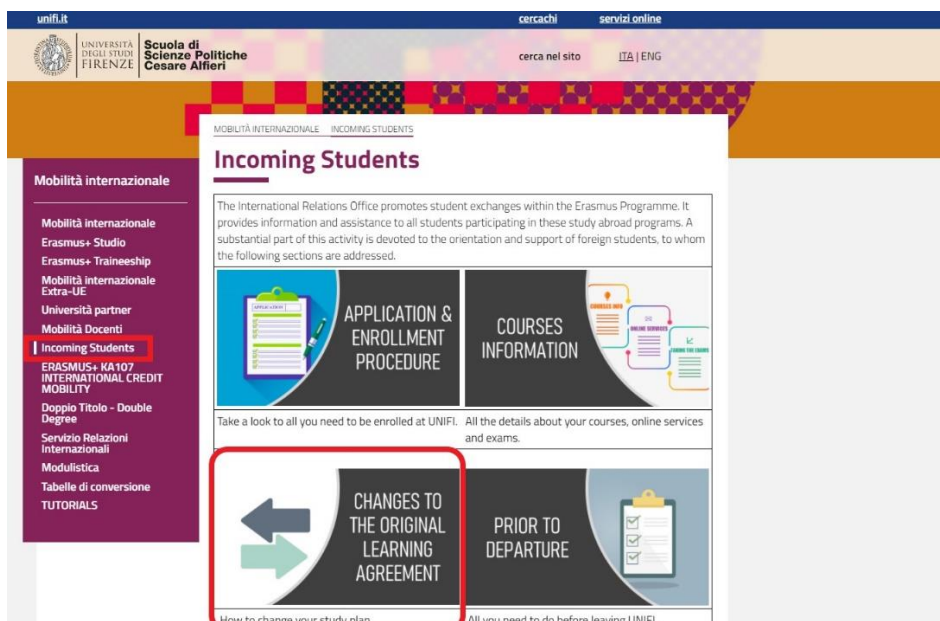 unifi.it
cercachi
servizi online
UNIVERSITÀ
DEGLI STUDI
FIRENZE
Scuola di
Scienze Politiche
Cesare Alfieri
cerca nel sito
ITA | ENG
MOBILITÀ INTERNAZIONALE
INCOMING STUDENTS
Incoming Students
Mobilità internazionale
Mobilità internazionale
Erasmus+ Studio
Erasmus+ Traineeship
Mobilità internazionale
Extra-UE
Università partner
Mobilità Docenti
Incoming Students
ERASMUS+ KA107
INTERNATIONAL CREDIT
MOBILITY
Doppio Titolo - Double
Degree
Servizio Relazioni
Internazionali
Modulistica
Tabelle di conversione
TUTORIALS
The International Relations Office promotes student exchanges within the Erasmus Programme. It
provides information and assistance to all students participating in these study abroad programs. A
substantial part of this activity is devoted to the orientation and support of foreign students, to whom
the following sections are addressed.
APPLICATION
APPLICATION &
ENROLLMENT
PROCEDURE
COURSES
INFORMATION
COURSES INFO
ONLINE SERVICES
TAKING THE EXAMS
Take a look to all you need to be enrolled at UNIFI.
All the details about your courses, online services
and exams.
CHANGES TO
THE ORIGINAL
LEARNING
AGREEMENT
PRIOR TO
DEPARTURE
How to change your study plan
All you need to do before leaving UNIFI